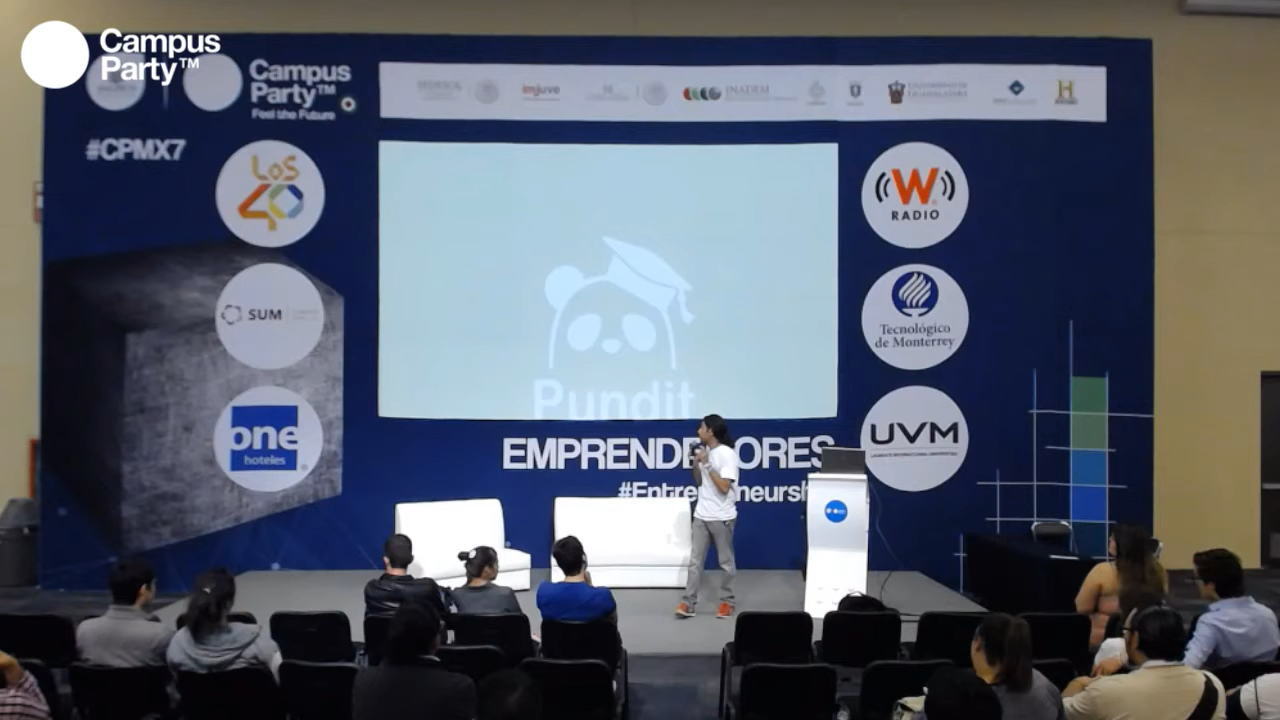 Campus
Party™
Campus
Party™
Feel the Future
#CPMX7
imjuve
INADEM
H
LOS
40
W
RADIO
SUM
Tecnológico
de Monterrey
one
hoteles
UVM
Pundit
EMPRENDEDORES
#Entrepreneursh